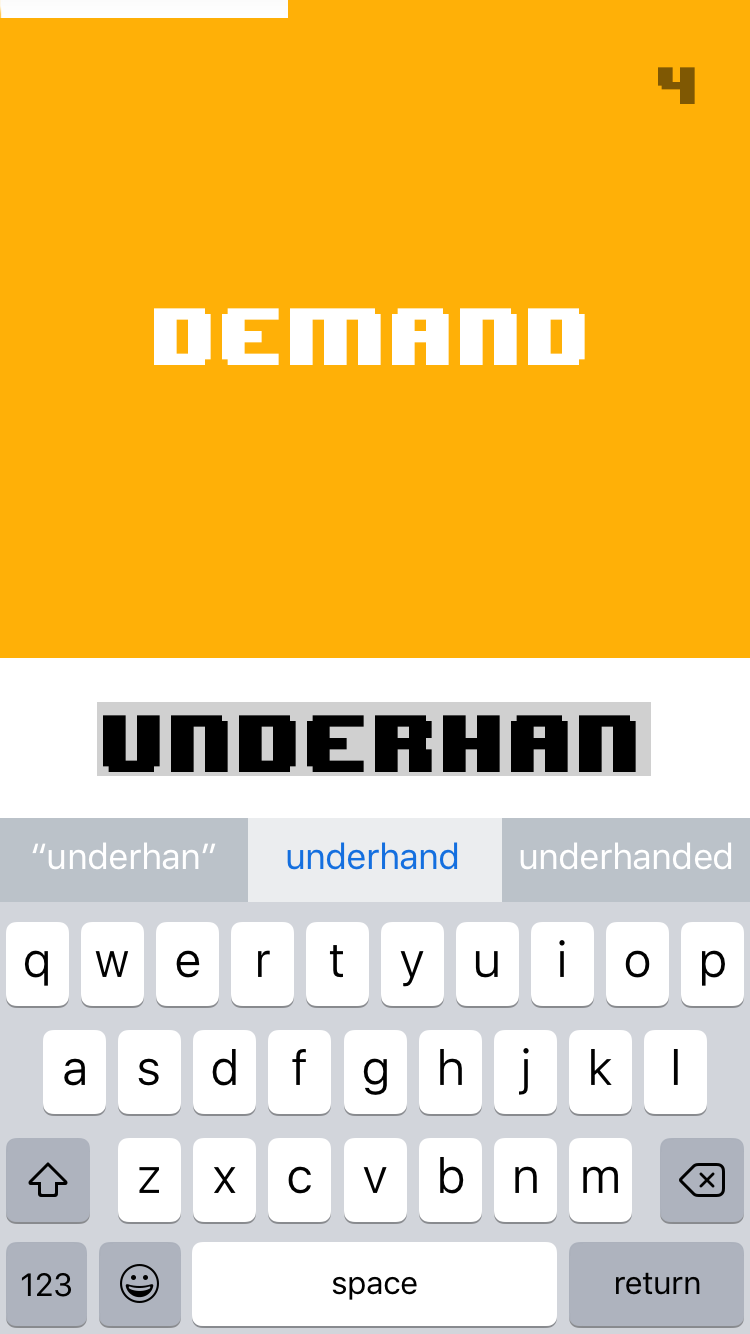 4
DEMAND
UNDERHAN
“underhan” underhand underhanded
q w e r t y u i o p
a s d f g h j k l
z x c v b n m
123 space return